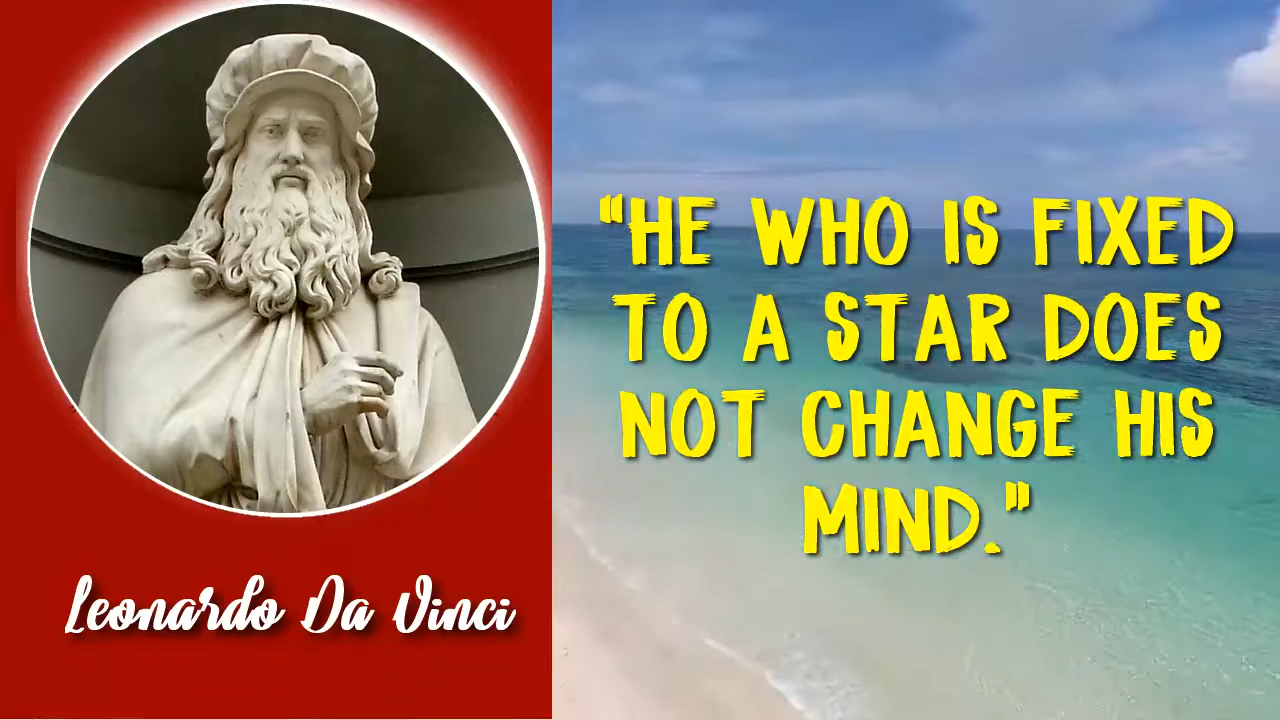 Leonardo Da Vinci
"HE WHO IS FIXED
TO A STAR DOES
NOT CHANGE HIS
MIND."